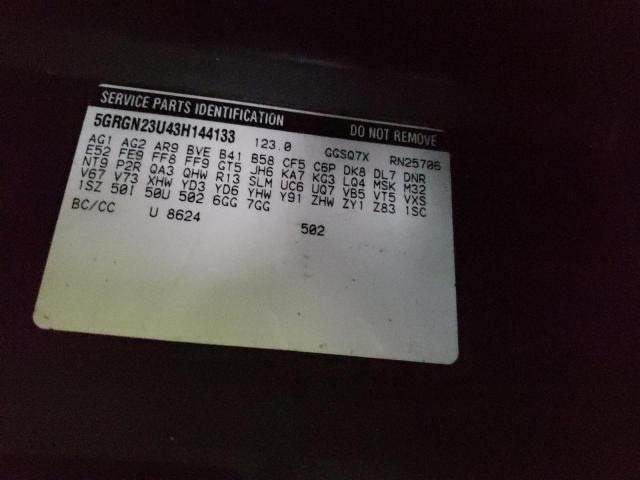 SERVICE PARTS IDENTIFICATION DO NOT REMOVE
5GRGN23U43H144133 123.0 GGSQ7X RN25706
AG1 AG2 AR9 BVE B41 B58 CF5 C6P DK8 DL7 DNR
E52 FE9 FF8 FF9 GT5 JH6 KA7 KG3 LQ4 MSK M32
NT9 P2R QA3 QHW R13 SLM UC6 UQ7 VB5 VT5 VXS
V67 V73 XHW YD3 YD6 YHW Y91 ZHW ZY1 Z83 1SC
1SZ 50I 50U 502 6GG 7GG
BC/CC U 8624 502